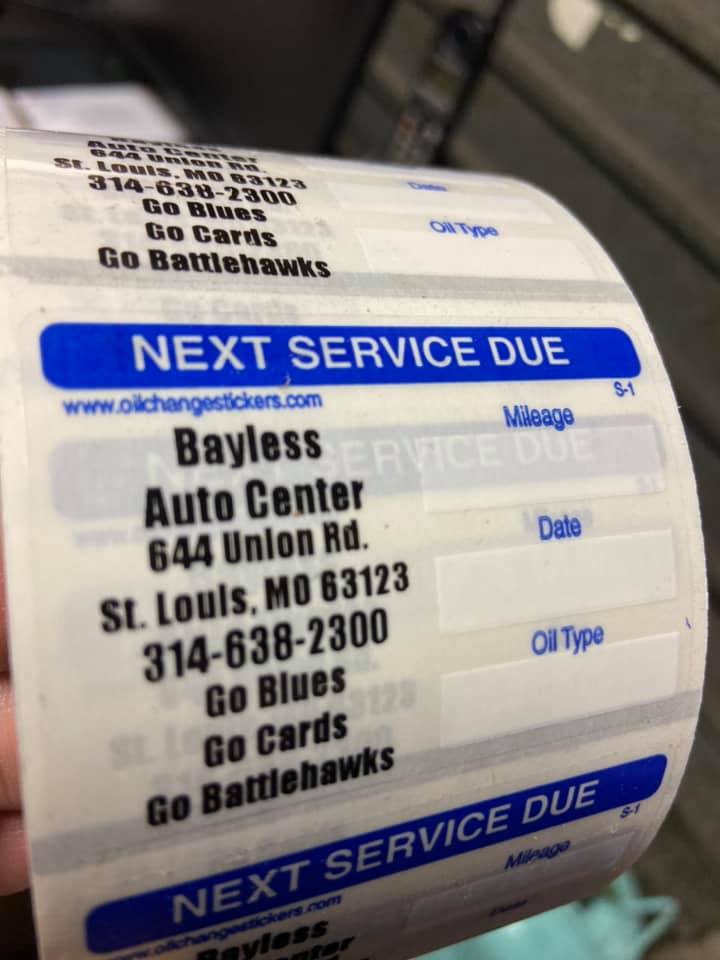 Bayless
Auto Center
644 Union Rd.
St. Louis, MO 63123
314-638-2300
Go Blues
Go Cards
Go Battlehawks
Date
Oil Type
NEXT SERVICE DUE
www.oilchangestickers.com
S-1
Mileage
Bayless
Auto Center
644 Union Rd.
St. Louis, MO 63123
314-638-2300
Go Blues
Go Cards
Go Battlehawks
Date
Oil Type
NEXT SERVICE DUE
S-1
www.oilchangestickers.com
Mileage
Date
Bayless